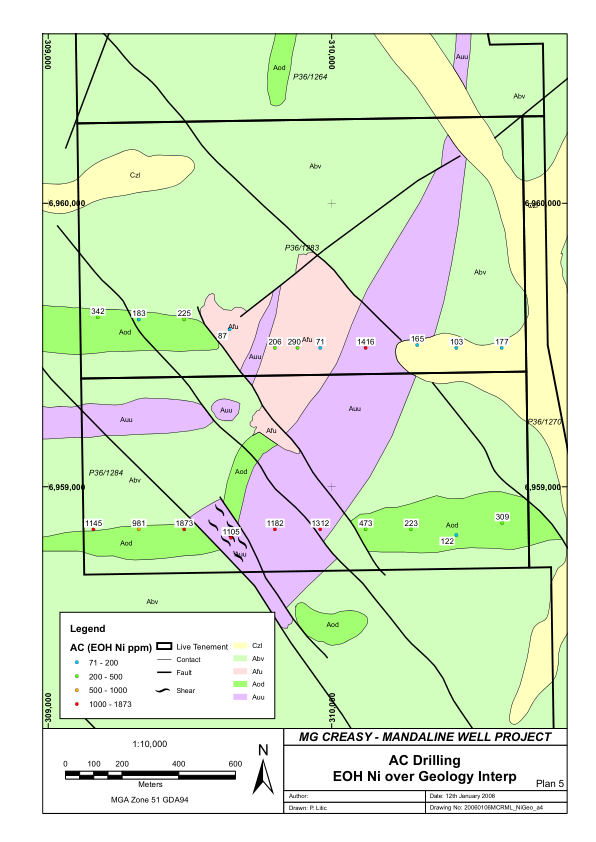 309,000
310,000
Aod
P36/1264
Auu
Abv
Abv
Czl
6,960,000
6,960,000
Czl
P36/1283
Abv
342
183
225
Aod
Afu
87
Auu
206
290
Afu
71
1416
165
103
177
Auu
Auu
Auu
Afu
P36/1270
Aod
P36/1284
Abv
6,959,000
6,959,000
1145
981
1873
Aod
1105
Auu
1182
1312
473
223
Aod
122
309
Abv
Aod
Legend
AC (EOH Ni ppm)
71 - 200
200 - 500
500 - 1000
1000 - 1873
Live Tenement
Contact
Fault
Shear
Czl
Abv
Afu
Aod
Auu
309,000
310,000
1:10,000
0 100 200 400 600
Meters
MGA Zone 51 GDA94
N
MG CREASY - MANDALINE WELL PROJECT
AC Drilling
EOH Ni over Geology Interp
Plan 5
Author:
Date: 12th January 2006
Drawn: P. Litic
Drawing No: 20060106MCRML_NiGeo_a4